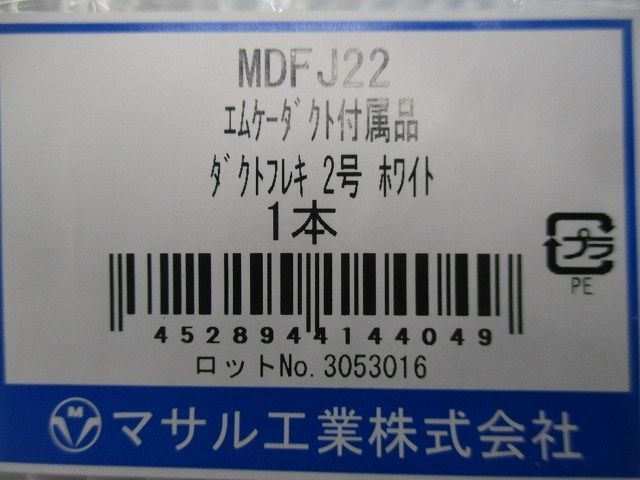 MDFJ22
エムケーダクト付属品
ダクトフレキ 2号 ホワイト
1本
プラ
PE
4528944144049
ロットNo.3053016
M マサル工業株式会社